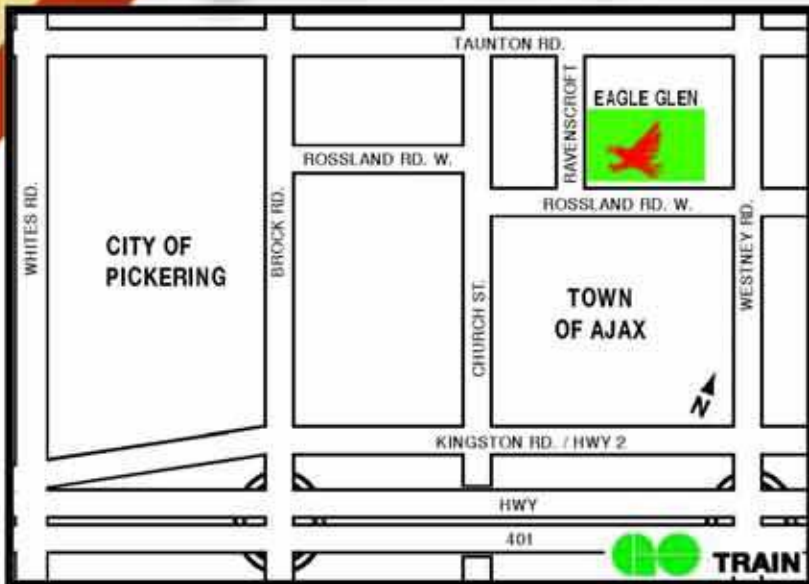 TAUNTON RD.
EAGLE GLEN
RAVENSCROFT
ROSSLAND RD. W.
ROSSLAND RD. W.
WHITES RD.
BROCK RD.
CITY OF
PICKERING
CHURCH ST.
TOWN
OF AJAX
WESTNEY RD.
N
KINGSTON RD. / HWY 2
HWY
401
GO TRAIN